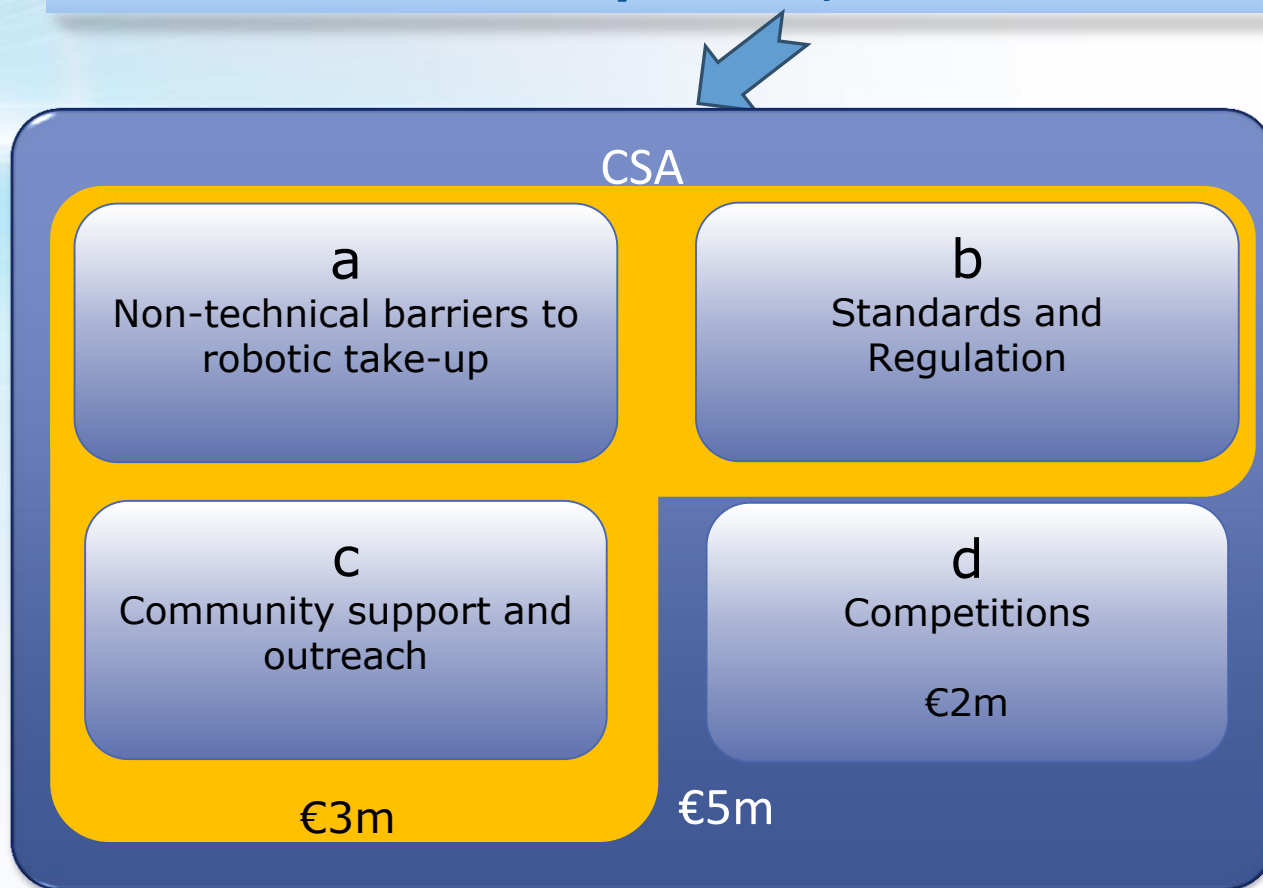 CSA
a
Non-technical barriers to
robotic take-up
b
Standards and
Regulation
c
Community support and
outreach
d
Competitions
€2m
€3m
€5m